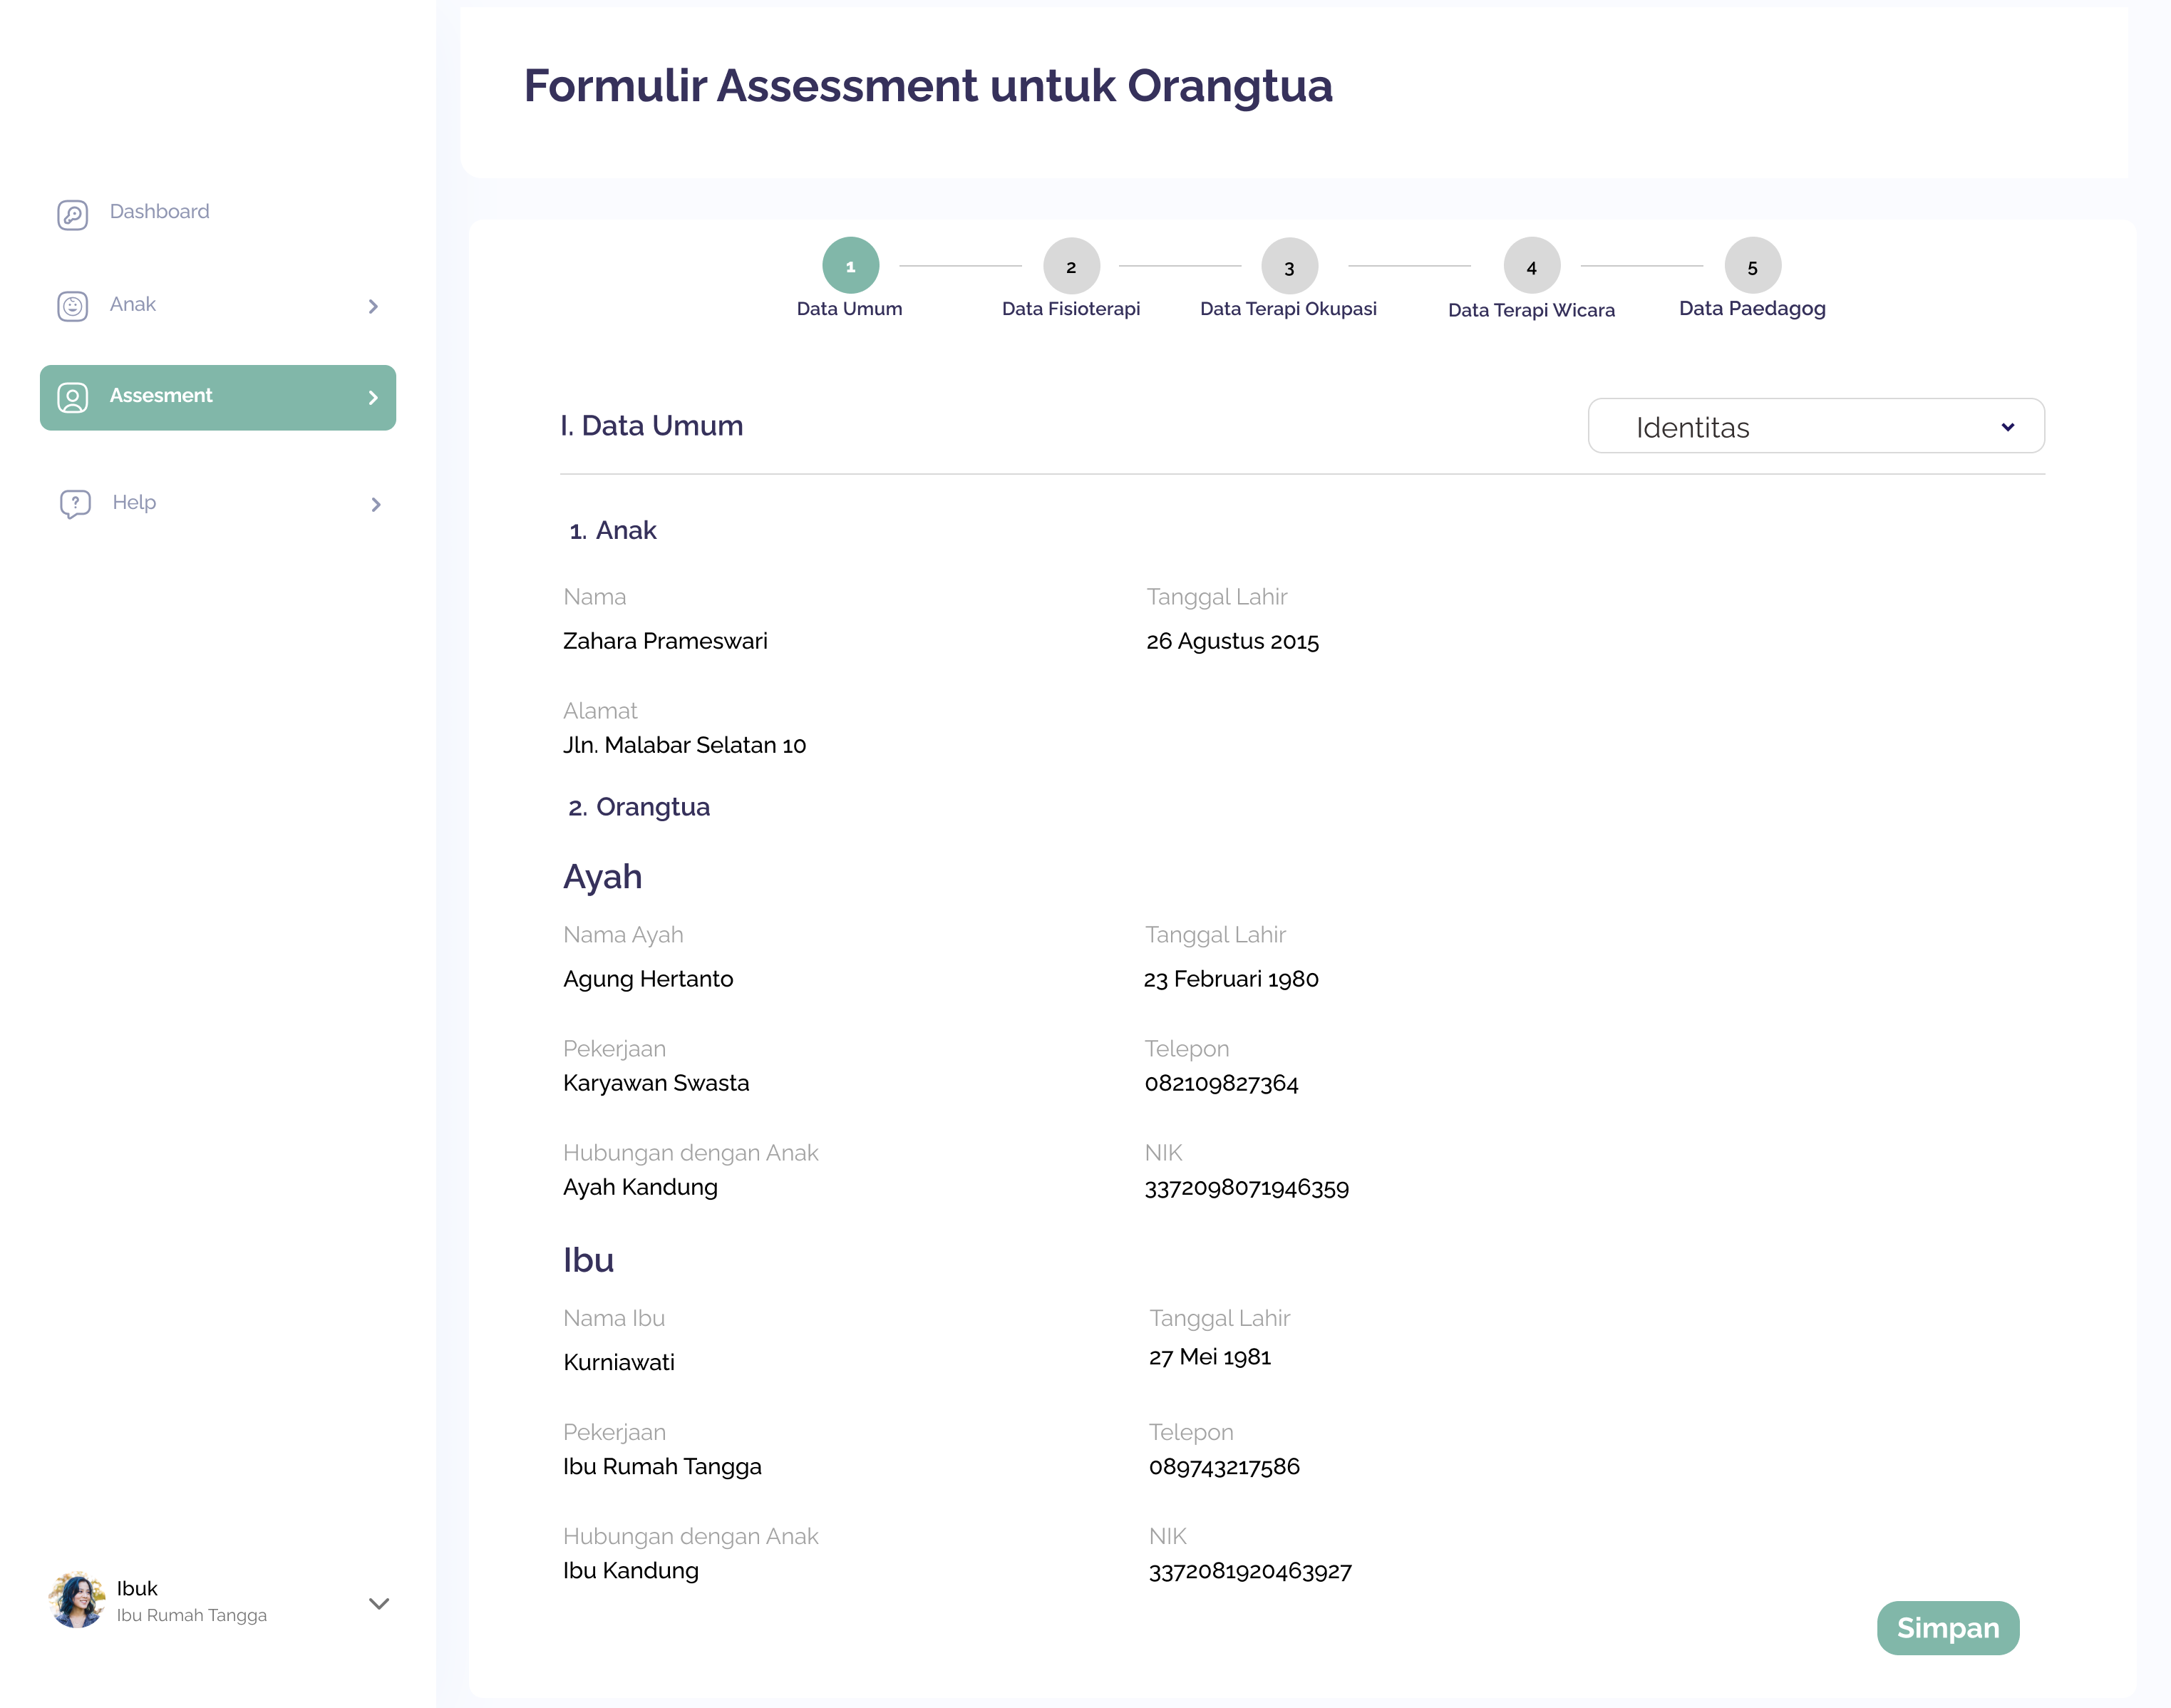 Formulir Assessment untuk Orangtua
Dashboard
Anak
Assesment
Help
1
2
3
4
5
Data Umum
Data Fisioterapi
Data Terapi Okupasi
Data Terapi Wicara
Data Paedagog
I. Data Umum
Identitas
1. Anak
Nama
Tanggal Lahir
Zahara Prameswari
26 Agustus 2015
Alamat
Jln. Malabar Selatan 10
2. Orangtua
Ayah
Nama Ayah
Tanggal Lahir
Agung Hertanto
23 Februari 1980
Pekerjaan
Telepon
Karyawan Swasta
082109827364
Hubungan dengan Anak
NIK
Ayah Kandung
3372098071946359
Ibu
Nama Ibu
Tanggal Lahir
Kurniawati
27 Mei 1981
Pekerjaan
Telepon
Ibu Rumah Tangga
089743217586
Hubungan dengan Anak
NIK
Ibu Kandung
3372081920463927
Simpan
Ibuk
Ibu Rumah Tangga